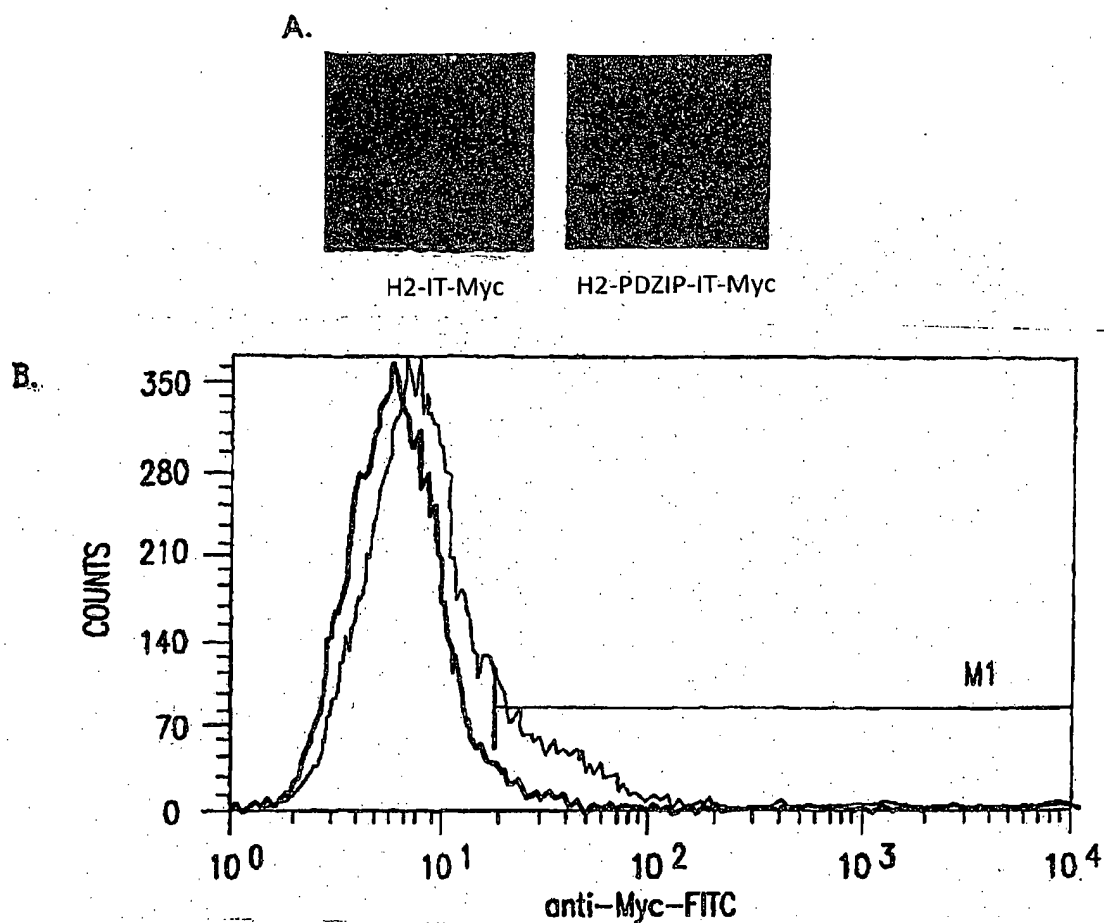 A.
H2-IT-Myc
H2-PDZIP-IT-Myc
B.
350
280
210
140
70
0
COUNTS
M1
10^0
10^1
10^2
10^3
10^4
anti-Myc-FITC